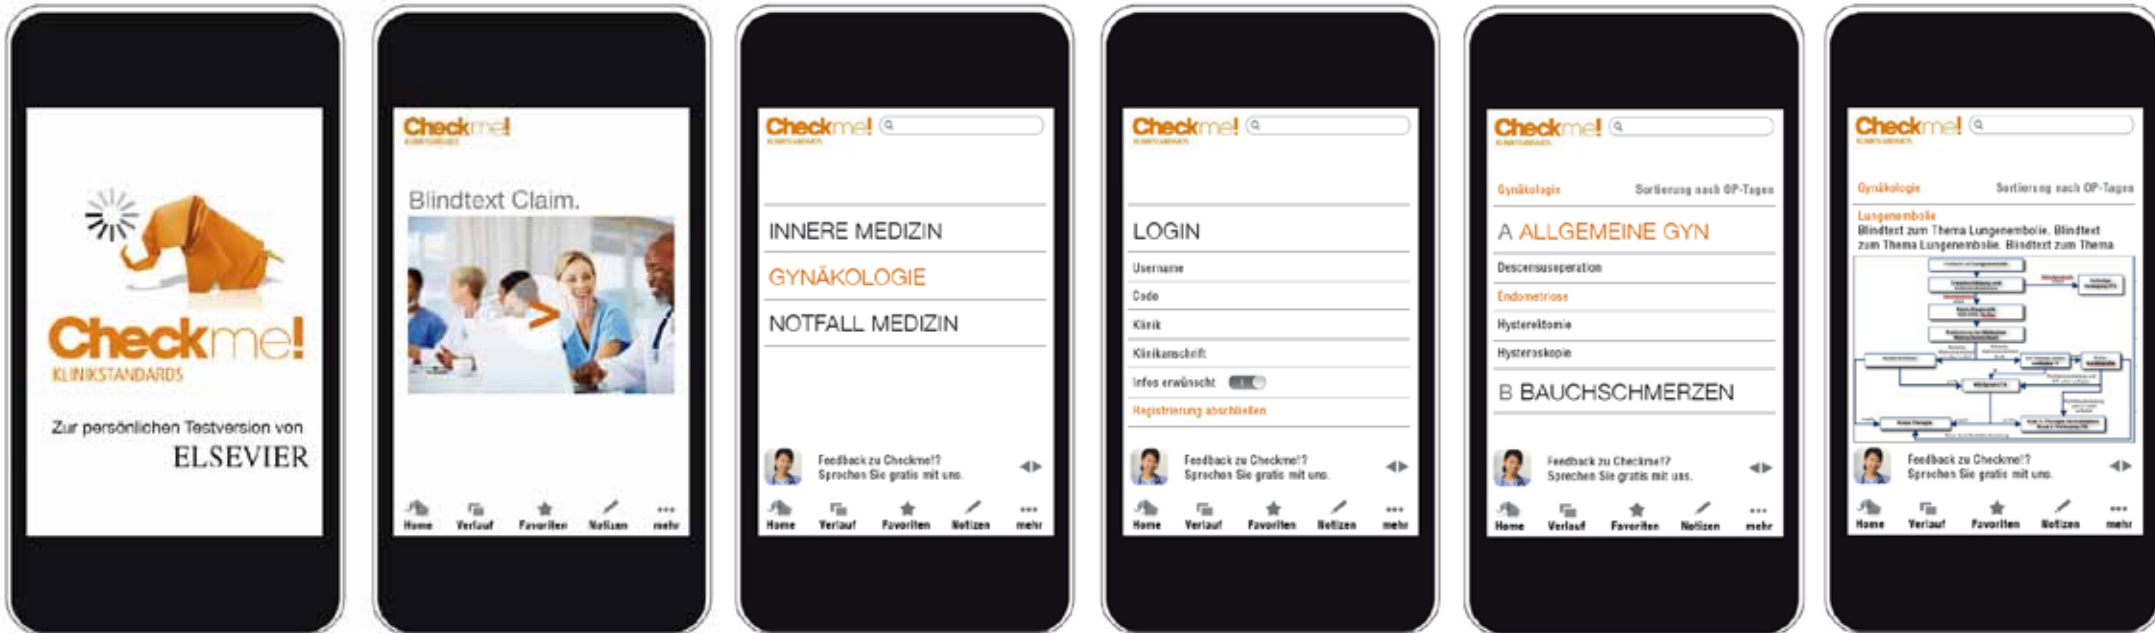 Checkme!
KLINIKSTANDARDS
Zur persönlichen Testversion von
ELSEVIER
Checkme!
KLINIKSTANDARDS
Blindtext Claim.
>
Home Verlauf Favoriten Notizen mehr
Checkme!
KLINIKSTANDARDS
INNERE MEDIZIN
GYNÄKOLOGIE
NOTFALL MEDIZIN
Feedback zu Checkme!?
Sprechen Sie gratis mit uns.
Home Verlauf Favoriten Notizen mehr
Checkme!
KLINIKSTANDARDS
LOGIN
Username
Code
Klinik
Klinikanschrift
Infos erwünscht
Registrierung abschließen
Feedback zu Checkme!?
Sprechen Sie gratis mit uns.
Home Verlauf Favoriten Notizen mehr
Checkme!
KLINIKSTANDARDS
Gynäkologie Sortierung nach OP-Tagen
A ALLGEMEINE GYN
Descensusoperation
Endometriose
Hysterektomie
Hysteroskopie
B BAUCHSCHMERZEN
Feedback zu Checkme!?
Sprechen Sie gratis mit uns.
Home Verlauf Favoriten Notizen mehr
Checkme!
KLINIKSTANDARDS
Gynäkologie Sortierung nach OP-Tagen
Lungenembolie
Blindtext zum Thema Lungenembolie. Blindtext
zum Thema Lungenembolie. Blindtext zum Thema
Feedback zu Checkme!?
Sprechen Sie gratis mit uns.
Home Verlauf Favoriten Notizen mehr